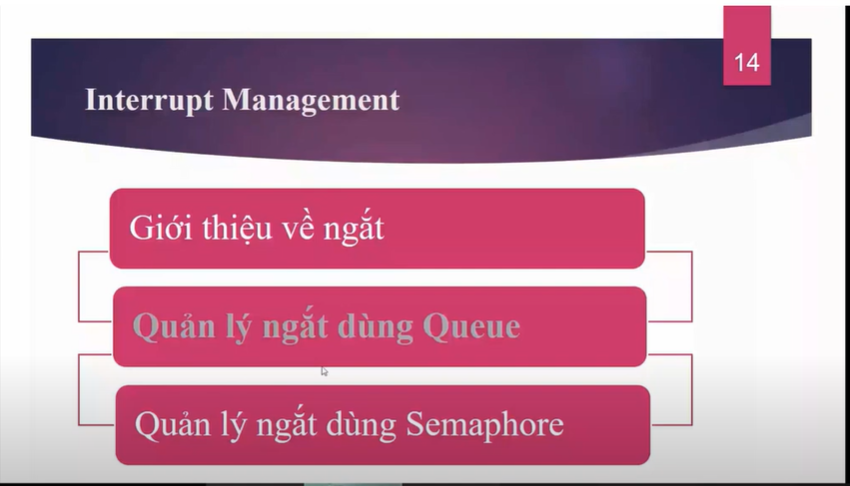 14
Interrupt Management
Giới thiệu về ngắt
Quản lý ngắt dùng Queue
Quản lý ngắt dùng Semaphore